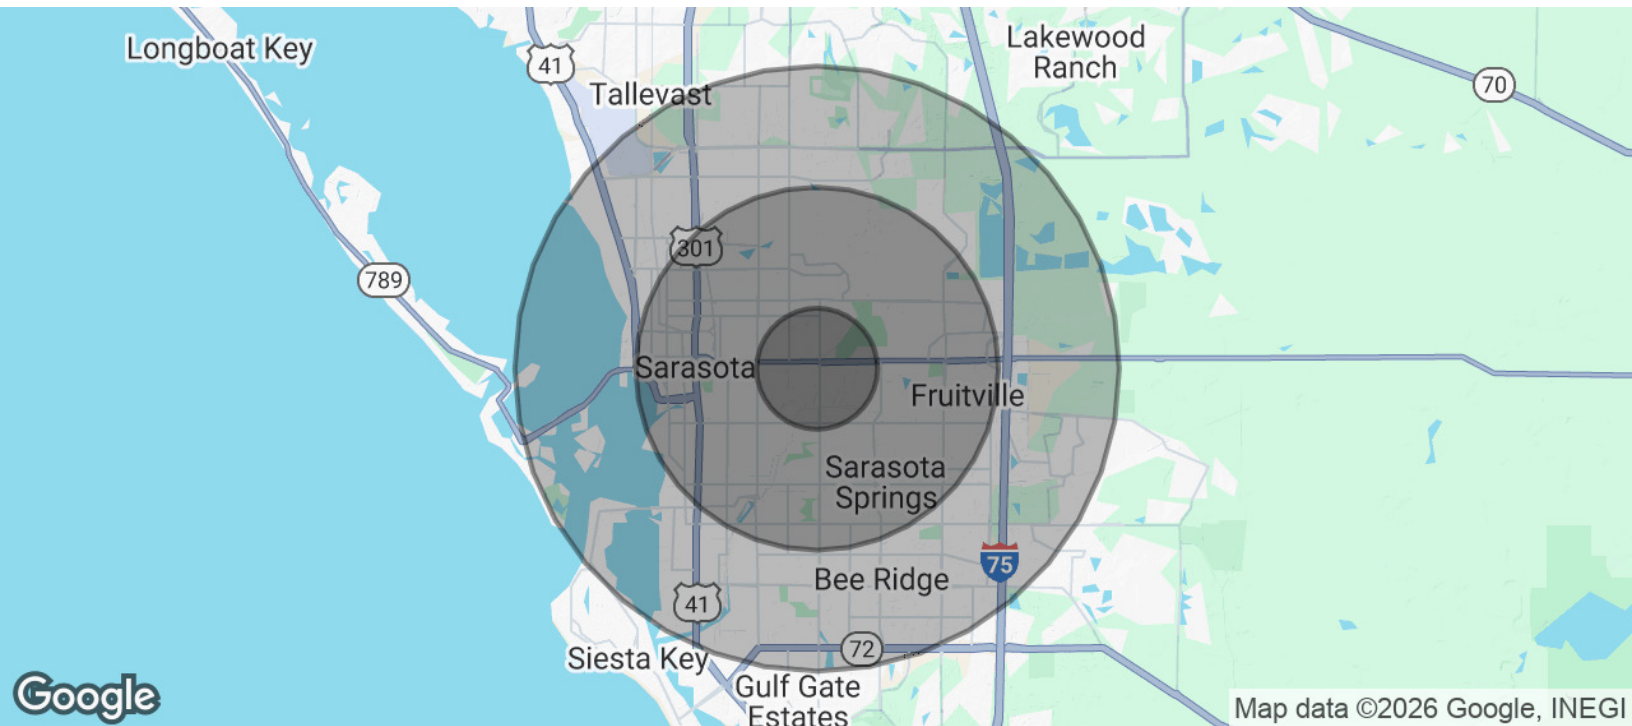 Longboat Key
41
Tallevast
Lakewood
Ranch
70
301
789
Sarasota
Fruitville
Sarasota
Springs
75
Bee Ridge
41
72
Siesta Key
Gulf Gate
Estates
Google
Map data ©2026 Google, INEGI